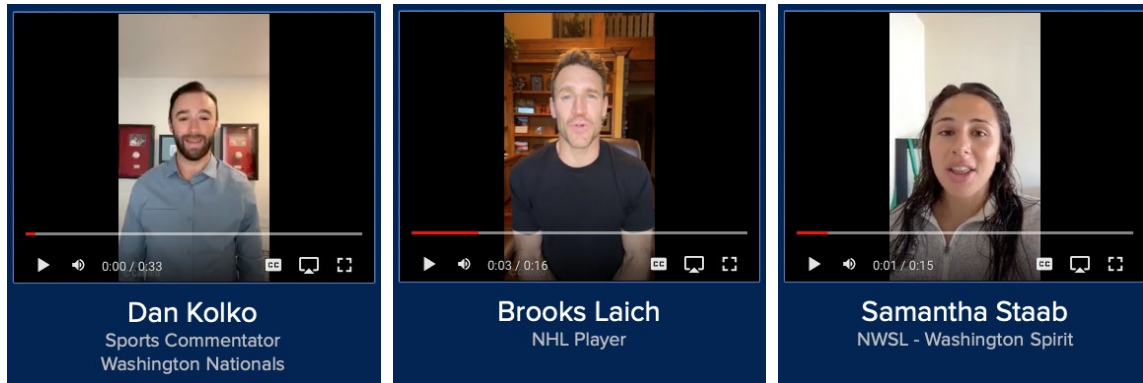 0:00 / 0:33
CC
Dan Kolko
Sports Commentator
Washington Nationals
0:03 / 0:16
CC
Brooks Laich
NHL Player
0:01 / 0:15
CC
Samantha Staab
NWSL - Washington Spirit